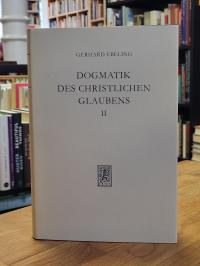 GERHARD EBELING
DOGMATIK
DES CHRISTLICHEN
GLAUBENS
II